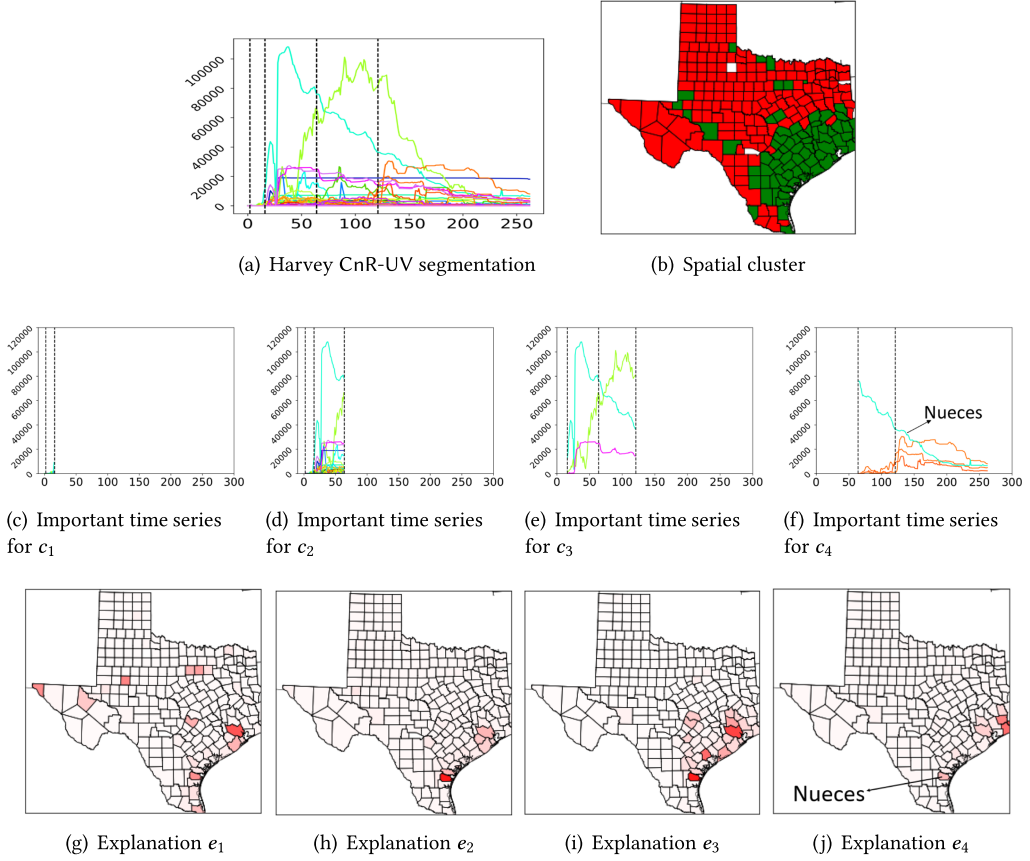 100000
80000
60000
40000
20000
0
0 50 100 150 200 250
(a) Harvey CnR-UV segmentation
(b) Spatial cluster
120000
100000
80000
60000
40000
20000
0
0 50 100 150 200 250 300
(c) Important time series
for c₁
120000
100000
80000
60000
40000
20000
0
0 50 100 150 200 250 300
(d) Important time series
for c₂
120000
100000
80000
60000
40000
20000
0
0 50 100 150 200 250 300
(e) Important time series
for c₃
120000
100000
80000
60000
40000
20000
0
Nueces
0 50 100 150 200 250 300
(f) Important time series
for c₄
(g) Explanation e₁
(h) Explanation e₂
(i) Explanation e₃
Nueces
(j) Explanation e₄